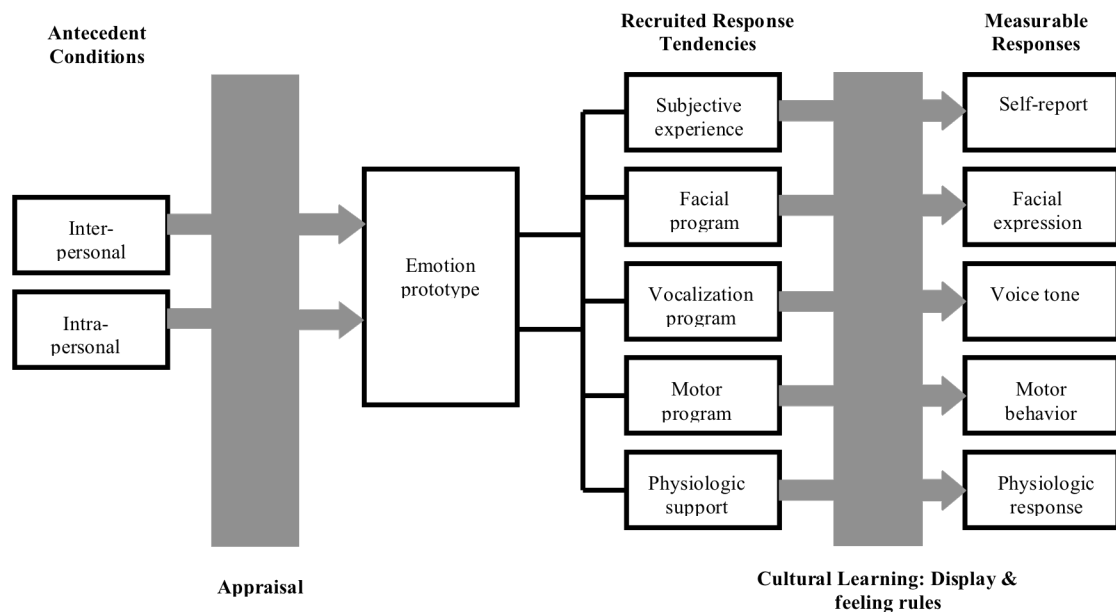 Antecedent
Conditions
Recruited Response
Tendencies
Measurable
Responses
Inter-
personal
Intra-
personal
Emotion
prototype
Subjective
experience
Facial
program
Vocalization
program
Motor
program
Physiologic
support
Self-report
Facial
expression
Voice tone
Motor
behavior
Physiologic
response
Appraisal
Cultural Learning: Display &
feeling rules